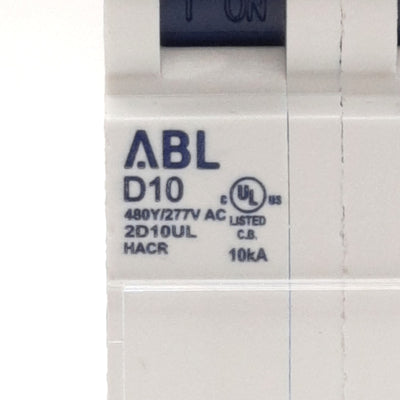 I ON
ABL
D10
480Y/277V AC
2D10UL
HACR
c UL us
LISTED
C.B.
10kA